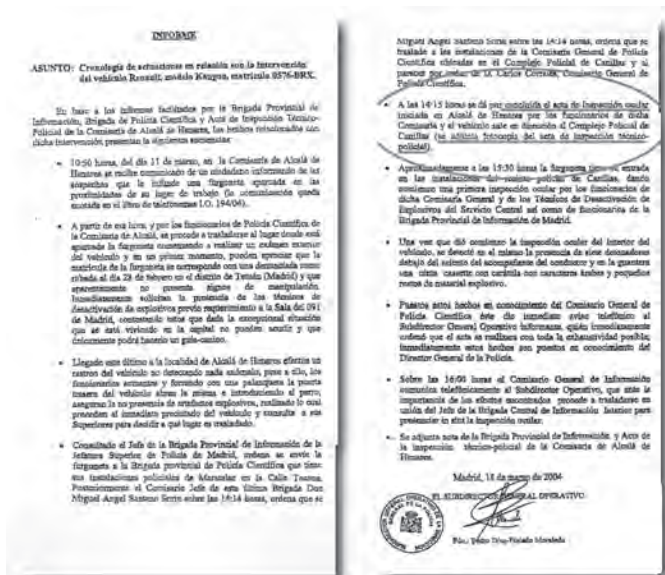 INFORME
ASUNTO: Cronología de actuaciones en relación con la intervención
del vehículo Renault, modelo Kangoo, matrícula 0576-BRX.
En base a los informes facilitados por la Brigada Provincial de
Información, Brigada de Policía Científica y Acta de Inspección Técnico-
Policial de la Comisaría de Alcalá de Henares, los hechos relacionados con
dicha intervención presentan la siguiente secuencia:
• 10:50 horas, del día 11 de marzo, en la Comisaría de Alcalá de
Henares se recibe comunicado de un ciudadano informando de las
sospechas que le infunde una furgoneta aparcada en las
proximidades de su lugar de trabajo (la comunicación queda
anotada en el libro de telefonemas I.O. 194/06).
• A partir de esa hora, y por los funcionarios de Policía Científica de
la Comisaría de Alcalá, se procede a trasladarse al lugar donde está
aparcada la furgoneta comenzando a realizar un examen exterior
del vehículo y en un primer momento, pueden apreciar que la
matrícula de la furgoneta se corresponde con una denunciada como
robada el día 28 de febrero en el distrito de Tetuán (Madrid) y que
aparentemente no presenta signos de manipulación.
Inmediatamente solicitan la presencia de los técnicos de
desactivación de explosivos previo requerimiento a la Sala del 091
de Madrid, contestando estos que dada la excepcional situación
que se está viviendo en la capital no pueden acudir y que
únicamente podrá hacerlo un guía-canino.
• Llegado este último a la localidad de Alcalá de Henares efectúa un
rastreo del vehículo no detectando nada anómalo, pese a ello, los
funcionarios actuantes y forzando con una palanqueta la puerta
trasera del vehículo abren la misma e introduciendo al perro,
aseguran la no presencia de artefactos explosivos, realizado lo cual
proceden al inmediato precintado del vehículo y consulta a sus
Superiores para decidir a qué lugar es trasladado.
• Consultado el Jefe de la Brigada Provincial de Información de la
Jefatura Superior de Policía de Madrid, ordena se envíe la
furgoneta a la Brigada provincial de Policía Científica que tiene
sus instalaciones policiales de Moratalaz en la Calle Tacona.
Posteriormente el Comisario Jefe de esta última Brigada Don
Miguel Angel Santano Soria sobre las 14:14 horas, ordena que se
Miguel Angel Santano Soria sobre las 14:14 horas, ordena que se
traslade a las instalaciones de la Comisaría General de Policía
Científica ubicadas en el Complejo Policial de Canillas y al
parecer por orden de D. Carlos Corrales, Comisario General de
Policía Científica.
• A las 14:15 horas se da por concluida el acta de inspección ocular
iniciada en Alcalá de Henares por los funcionarios de dicha
Comisaría y el vehículo sale en dirección al Complejo Policial de
Canillas (se adjunta fotocopia del acta de inspección técnico-
policial).
• Aproximadamente a las 15:30 horas la furgoneta tiene su entrada
en las instalaciones del recinto policial de Canillas, dando
comienzo una primera inspección ocular por los funcionarios de
dicha Comisaría General y de los Técnicos de Desactivación de
Explosivos del Servicio Central así como de funcionarios de la
Brigada Provincial de Información de Madrid.
• Una vez que dió comienzo la inspección ocular del interior del
vehículo, se detectó en el mismo la presencia de siete detonadores
debajo del asiento del acompañante del conductor y en la guantera
una cinta cassette con carátula con caracteres árabes y pequeños
restos de material explosivo.
• Puestos estos hechos en conocimiento del Comisario General de
Policía Científica éste dio inmediato aviso telefónico al
Subdirector General Operativo informante, quien inmediatamente
ordenó que el acta se realizara con toda la exhaustividad posible;
inmediatamente estos hechos son puestos en conocimiento del
Director General de la Policía.
• Sobre las 16:00 horas el Comisario General de Información
comunica telefónicamente al Subdirector Operativo, que ante la
importancia de los efectos encontrados procede a trasladarse en
unión del Jefe de la Brigada Central de Información Interior para
presenciar in situ la inspección ocular.
• Se adjunta nota de la Brigada Provincial de Información y Acta de
la inspección técnico-policial de la Comisaría de Alcalá de
Henares.
Madrid, 18 de marzo de 2004
EL SUBDIRECTOR GENERAL OPERATIVO
Fdo.: Pedro Díaz-Pintado Moraleda